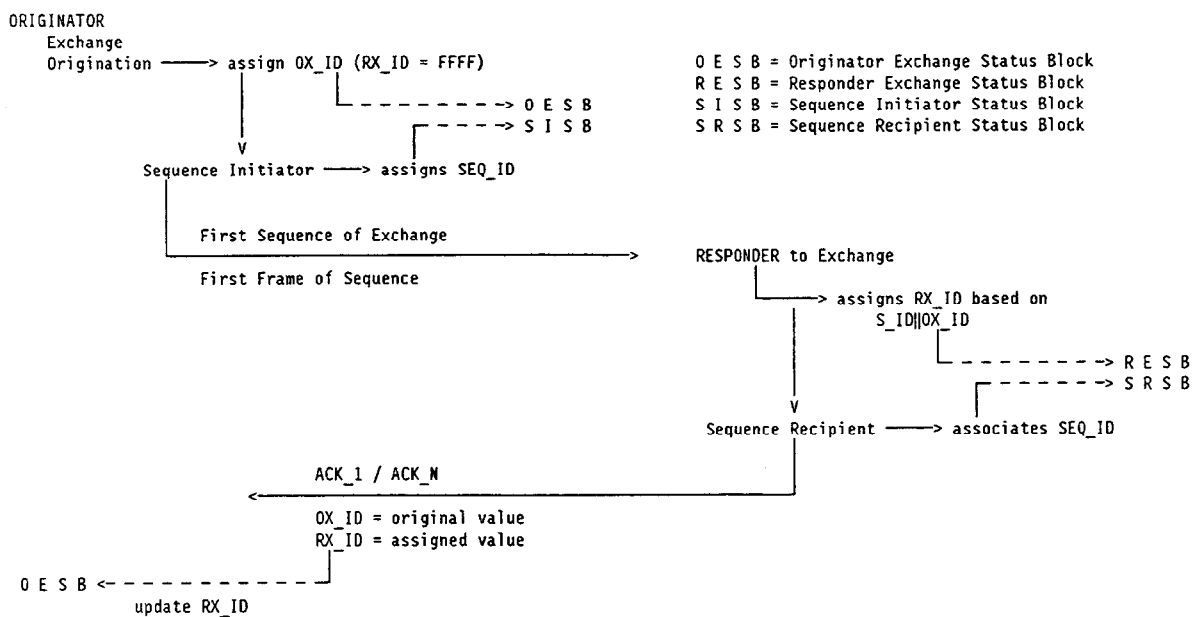 ORIGINATOR
Exchange
Origination ———> assign OX_ID (RX_ID = FFFF)
O E S B = Originator Exchange Status Block
R E S B = Responder Exchange Status Block
S I S B = Sequence Initiator Status Block
S R S B = Sequence Recipient Status Block
- - - - - - - -> O E S B
- - - - -> S I S B
V
Sequence Initiator ———> assigns SEQ_ID
First Sequence of Exchange
> RESPONDER to Exchange
First Frame of Sequence
———> assigns RX_ID based on
S_ID||OX_ID
- - - - - - - -> R E S B
- - - - - -> S R S B
V
Sequence Recipient ———> associates SEQ_ID
ACK_1 / ACK_N
<
OX_ID = original value
RX_ID = assigned value
O E S B <- - - - - - - - - -
update RX_ID